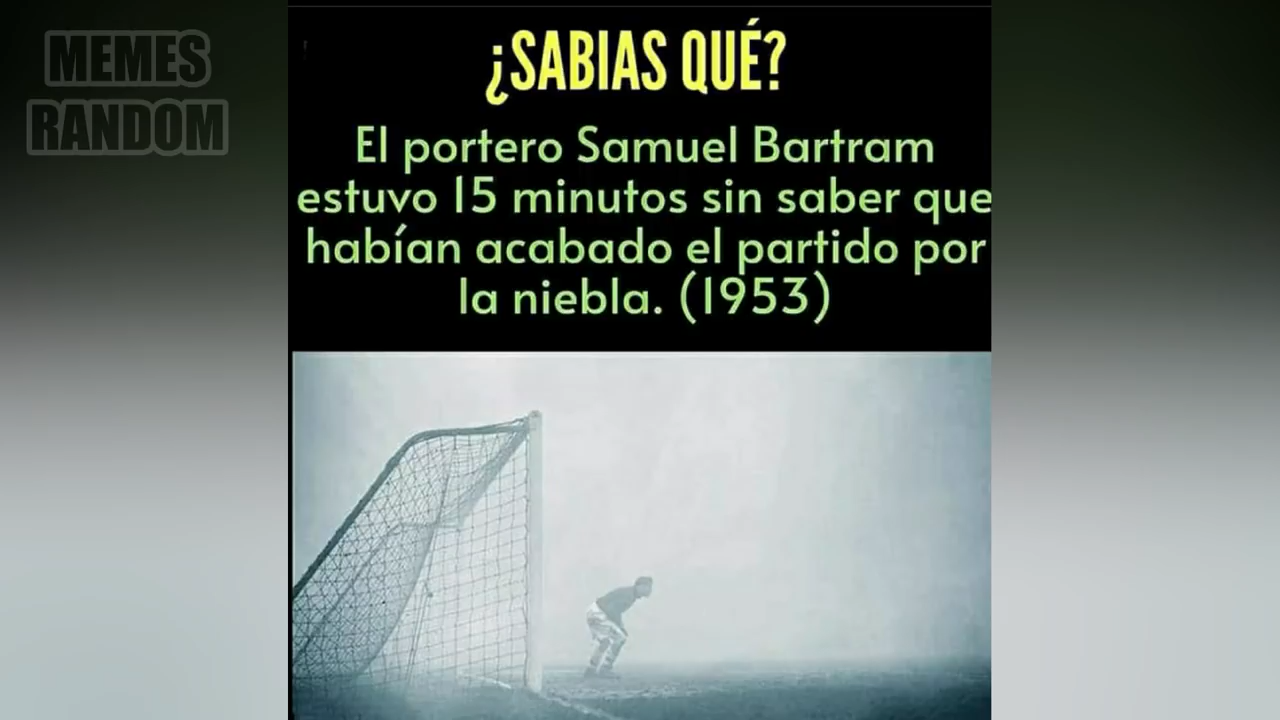 MEMES
RANDOM
¿SABIAS QUÉ?
El portero Samuel Bartram
estuvo 15 minutos sin saber que
habían acabado el partido por
la niebla. (1953)